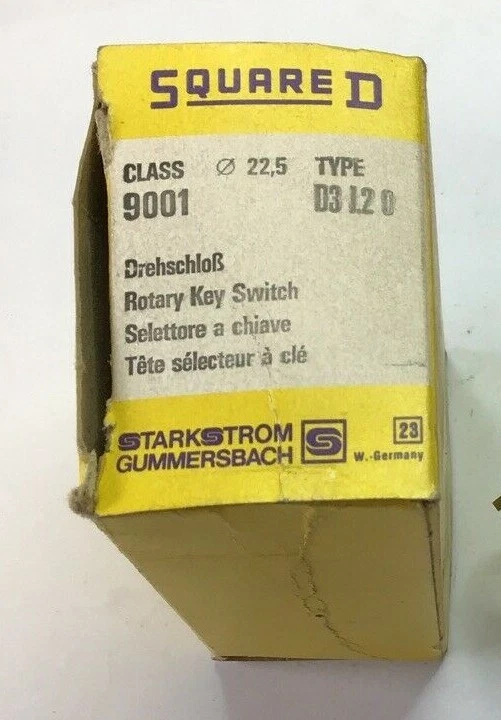 SQUARE D
CLASS Ø 22,5 TYPE
9001 D3 L2 0
Drehschloß
Rotary Key Switch
Selettore a chiave
Tête sélecteur à clé
STARKSTROM
GUMMERSBACH
S
23
W.-Germany